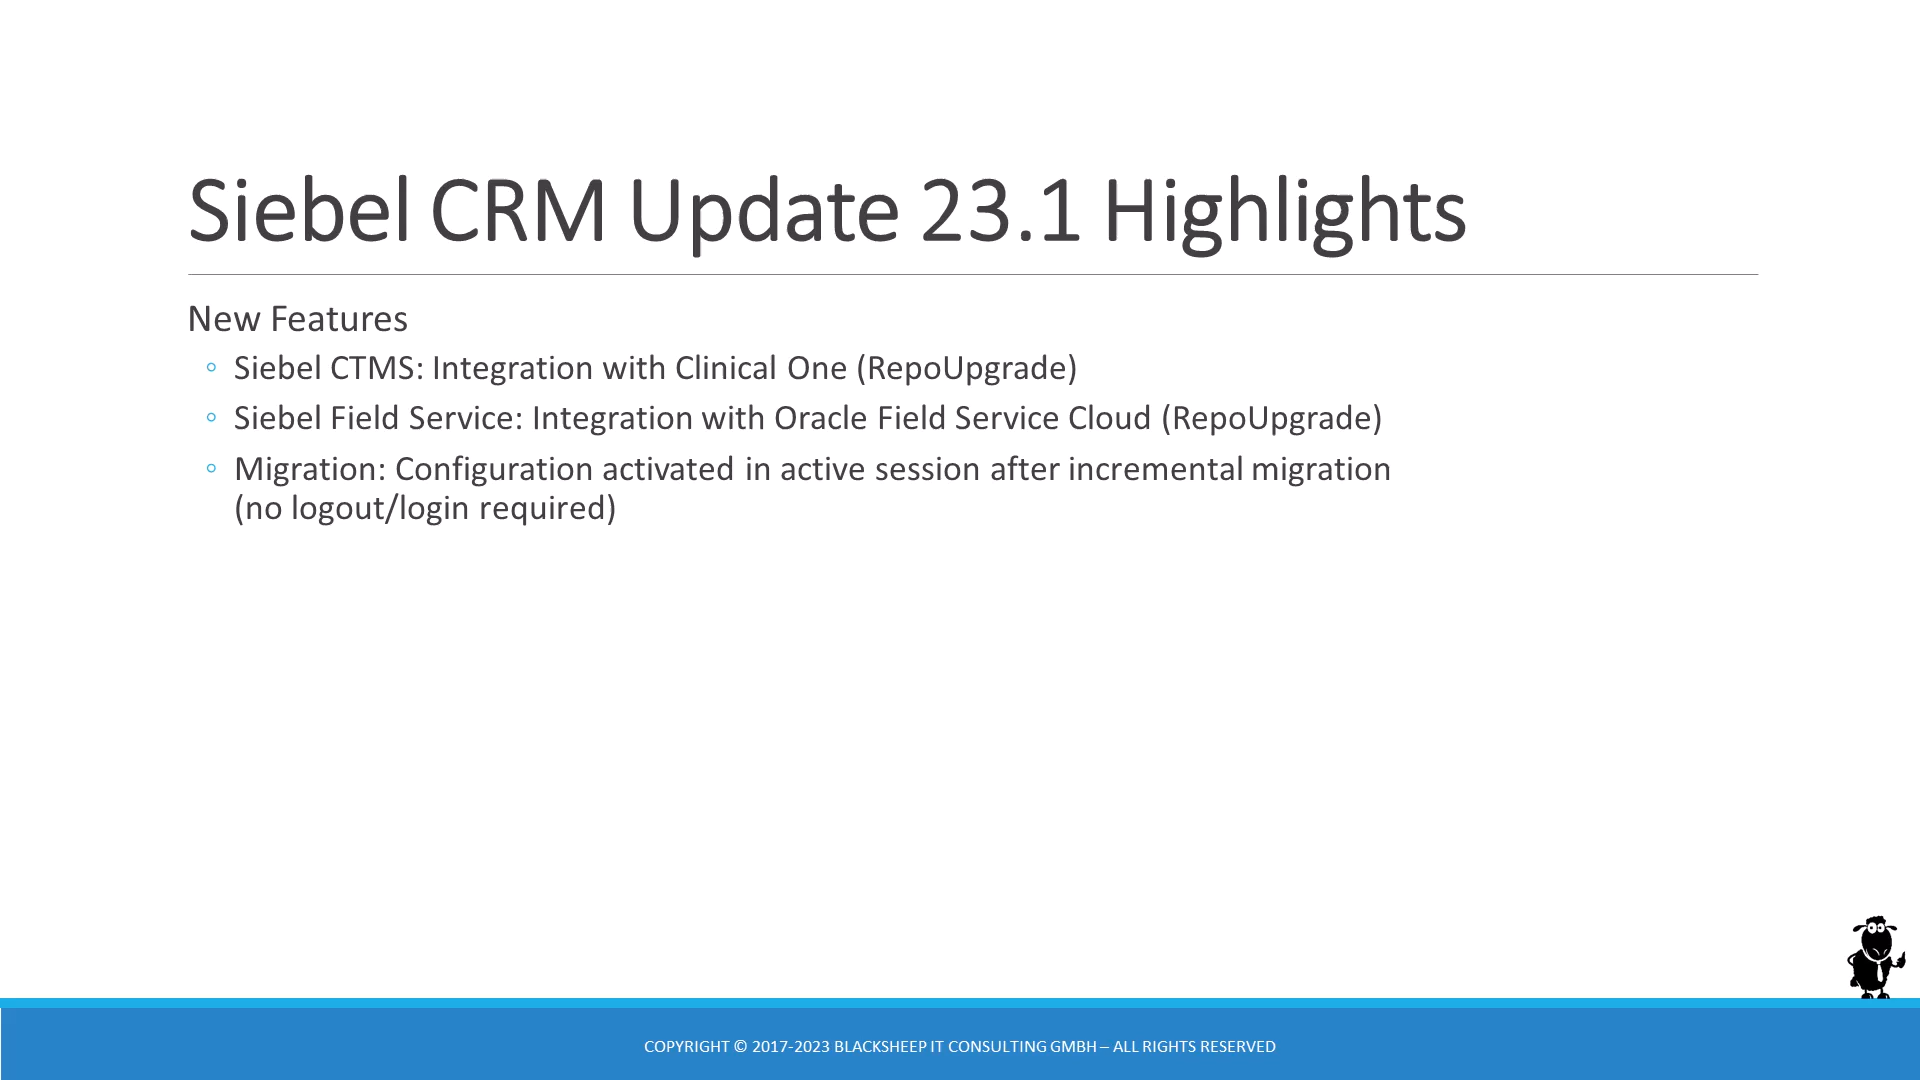 Siebel CRM Update 23.1 Highlights
New Features
◦ Siebel CTMS: Integration with Clinical One (RepoUpgrade)
◦ Siebel Field Service: Integration with Oracle Field Service Cloud (RepoUpgrade)
◦ Migration: Configuration activated in active session after incremental migration
(no logout/login required)
COPYRIGHT © 2017-2023 BLACKSHEEP IT CONSULTING GMBH – ALL RIGHTS RESERVED